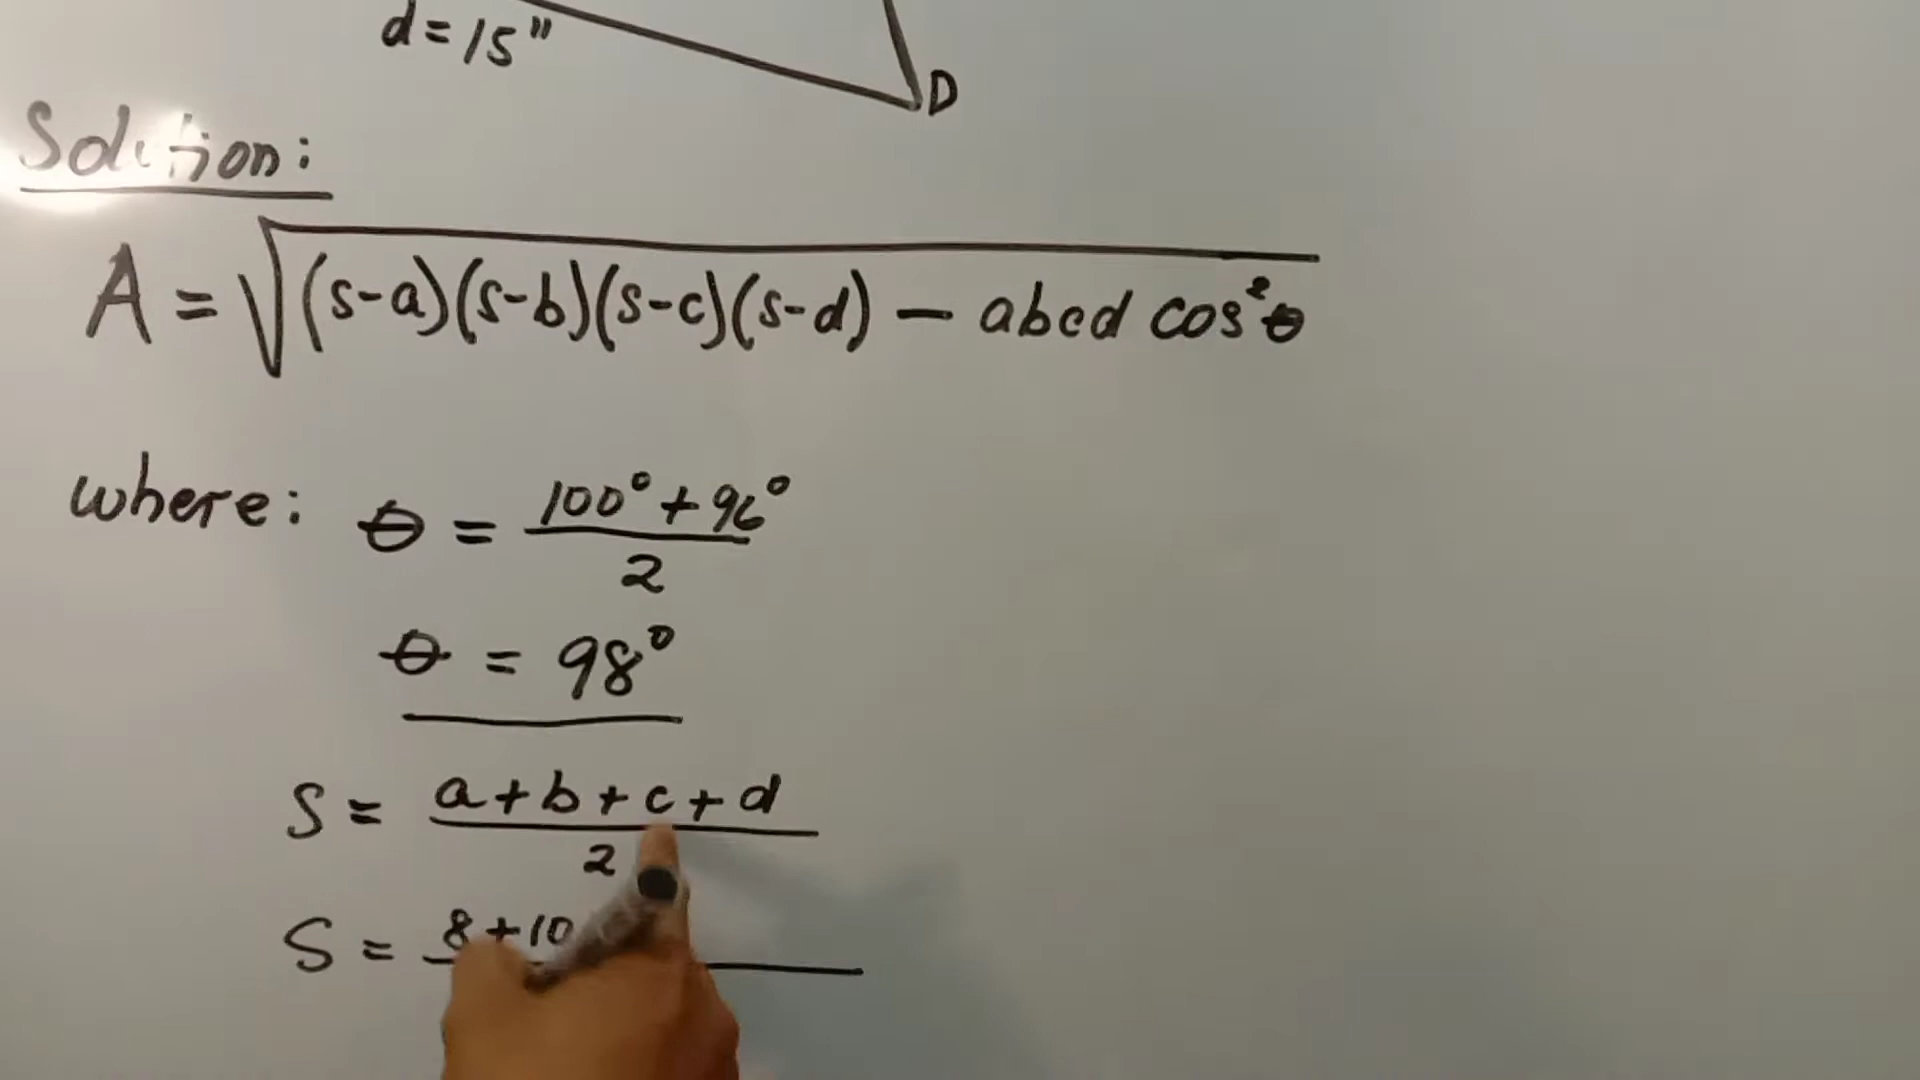 d = 15"
D
Solution:
A = √(s-a)(s-b)(s-c)(s-d) - abcd cos²θ
where: θ = 100° + 96° / 2
θ = 98°
S = a + b + c + d / 2
S = 8 + 10